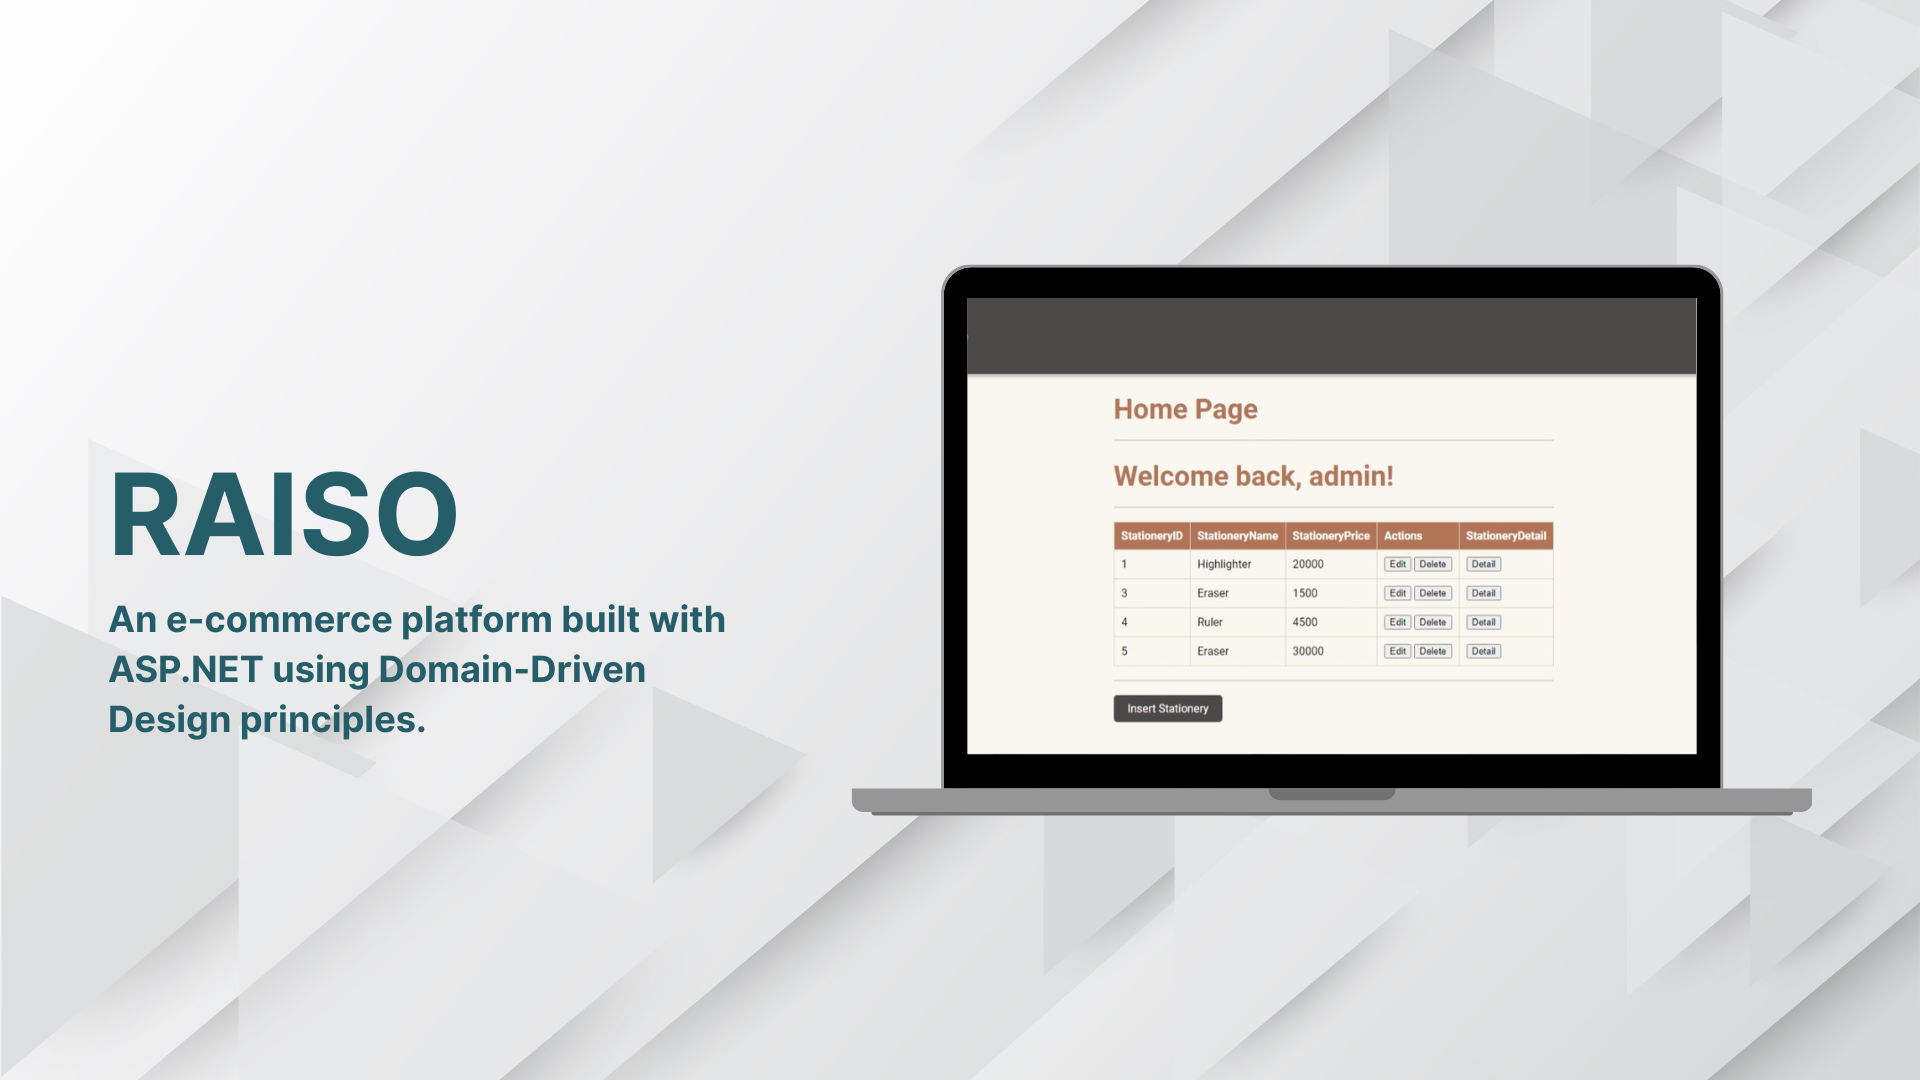 RAISO
An e-commerce platform built with
ASP.NET using Domain-Driven
Design principles.
Home Page
Welcome back, admin!
StationeryID StationeryName StationeryPrice Actions StationeryDetail
1 Highlighter 20000 Edit Delete Detail
3 Eraser 1500 Edit Delete Detail
4 Ruler 4500 Edit Delete Detail
5 Eraser 30000 Edit Delete Detail
Insert Stationery